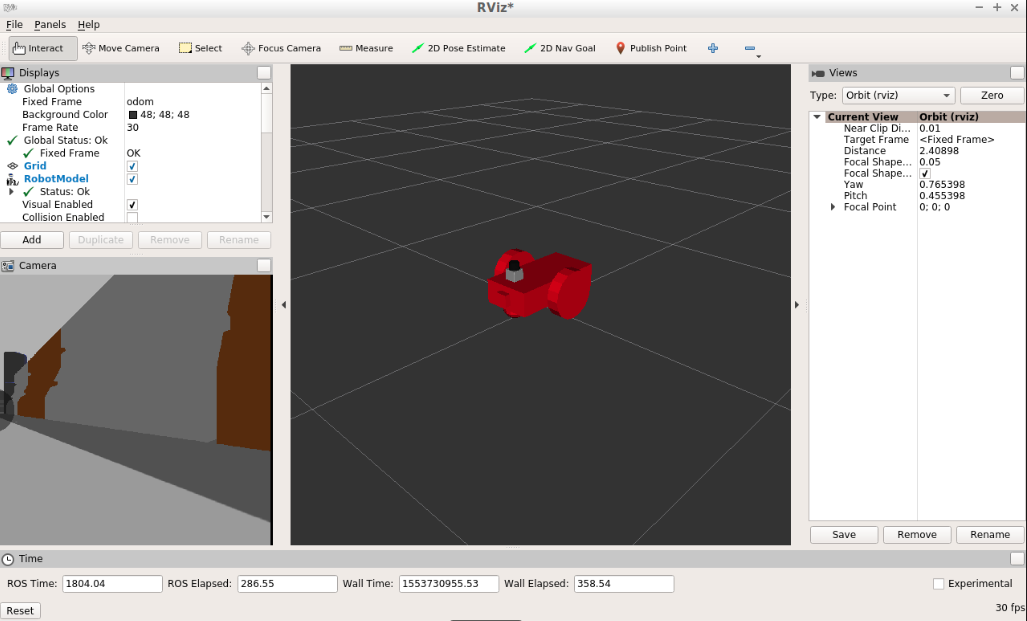 RViz*
File Panels Help
Interact Move Camera Select Focus Camera Measure 2D Pose Estimate 2D Nav Goal Publish Point
Displays
Global Options
Fixed Frame odom
Background Color 48; 48; 48
Frame Rate 30
Global Status: Ok
Fixed Frame OK
Grid
RobotModel
Status: Ok
Visual Enabled
Collision Enabled
Add Duplicate Remove Rename
Camera
Views
Type: Orbit (rviz) Zero
Current View Orbit (rviz)
Near Clip Di... 0.01
Target Frame <Fixed Frame>
Distance 2.40898
Focal Shape... 0.05
Focal Shape...
Yaw 0.765398
Pitch 0.455398
Focal Point 0; 0; 0
Save Remove Rename
Time
ROS Time: 1804.04 ROS Elapsed: 286.55 Wall Time: 1553730955.53 Wall Elapsed: 358.54 Experimental
Reset 30 fps